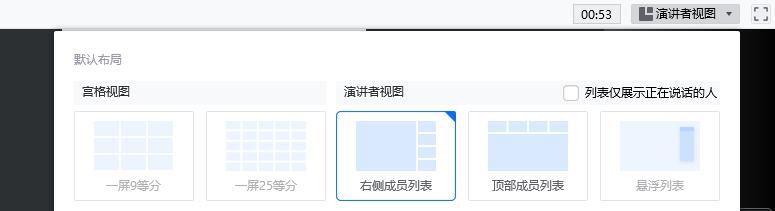 00:53 演讲者视图
默认布局
宫格视图 演讲者视图 列表仅展示正在说话的人
一屏9等分 一屏25等分 右侧成员列表 顶部成员列表 悬浮列表